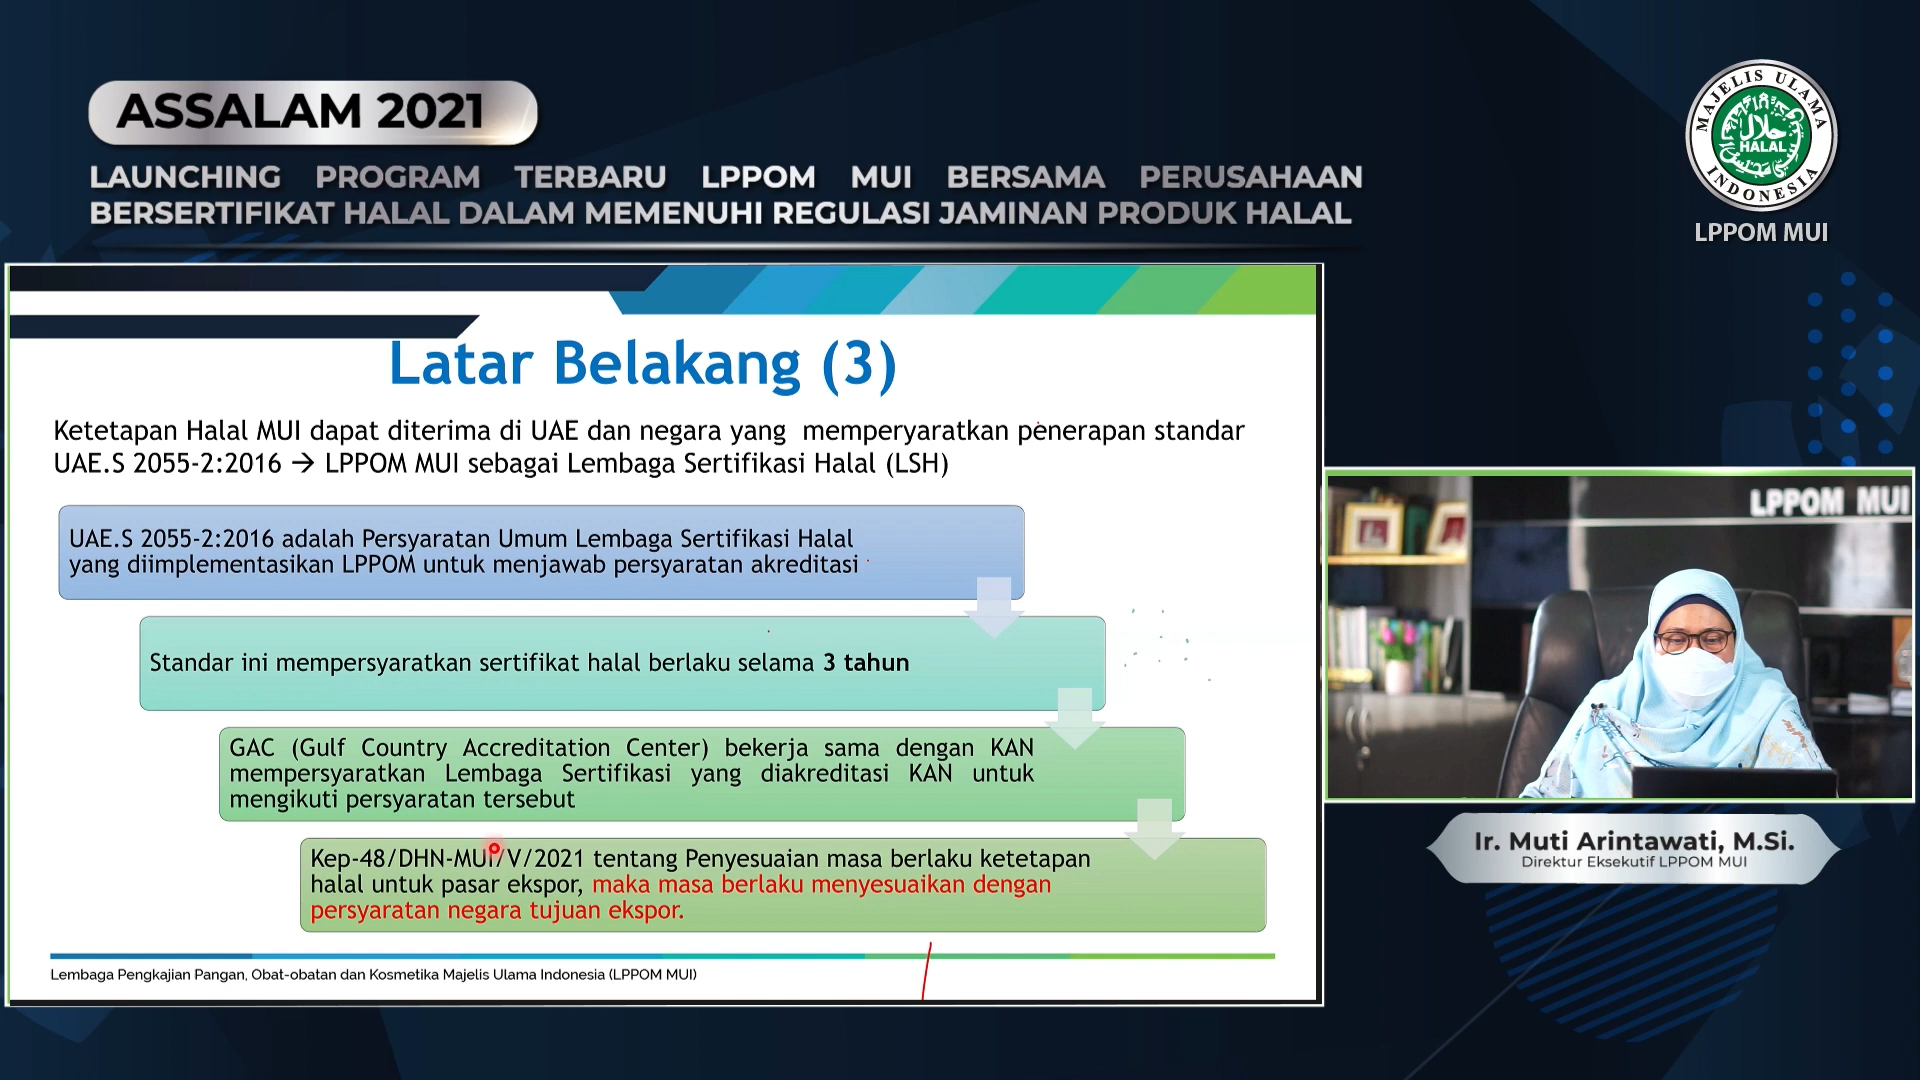 ASSALAM 2021
LAUNCHING PROGRAM TERBARU LPPOM MUI BERSAMA PERUSAHAAN
BERSERTIFIKAT HALAL DALAM MEMENUHI REGULASI JAMINAN PRODUK HALAL
MAJELIS ULAMA
حلال
HALAL
INDONESIA
LPPOM MUI
Latar Belakang (3)
Ketetapan Halal MUI dapat diterima di UAE dan negara yang memperyaratkan penerapan standar
UAE.S 2055-2:2016 → LPPOM MUI sebagai Lembaga Sertifikasi Halal (LSH)
UAE.S 2055-2:2016 adalah Persyaratan Umum Lembaga Sertifikasi Halal
yang diimplementasikan LPPOM untuk menjawab persyaratan akreditasi
Standar ini mempersyaratkan sertifikat halal berlaku selama 3 tahun
GAC (Gulf Country Accreditation Center) bekerja sama dengan KAN
mempersyaratkan Lembaga Sertifikasi yang diakreditasi KAN untuk
mengikuti persyaratan tersebut
Kep-48/DHN-MUI/V/2021 tentang Penyesuaian masa berlaku ketetapan
halal untuk pasar ekspor, maka masa berlaku menyesuaikan dengan
persyaratan negara tujuan ekspor.
Lembaga Pengkajian Pangan, Obat-obatan dan Kosmetika Majelis Ulama Indonesia (LPPOM MUI)
LPPOM MUI
Ir. Muti Arintawati, M.Si.
Direktur Eksekutif LPPOM MUI